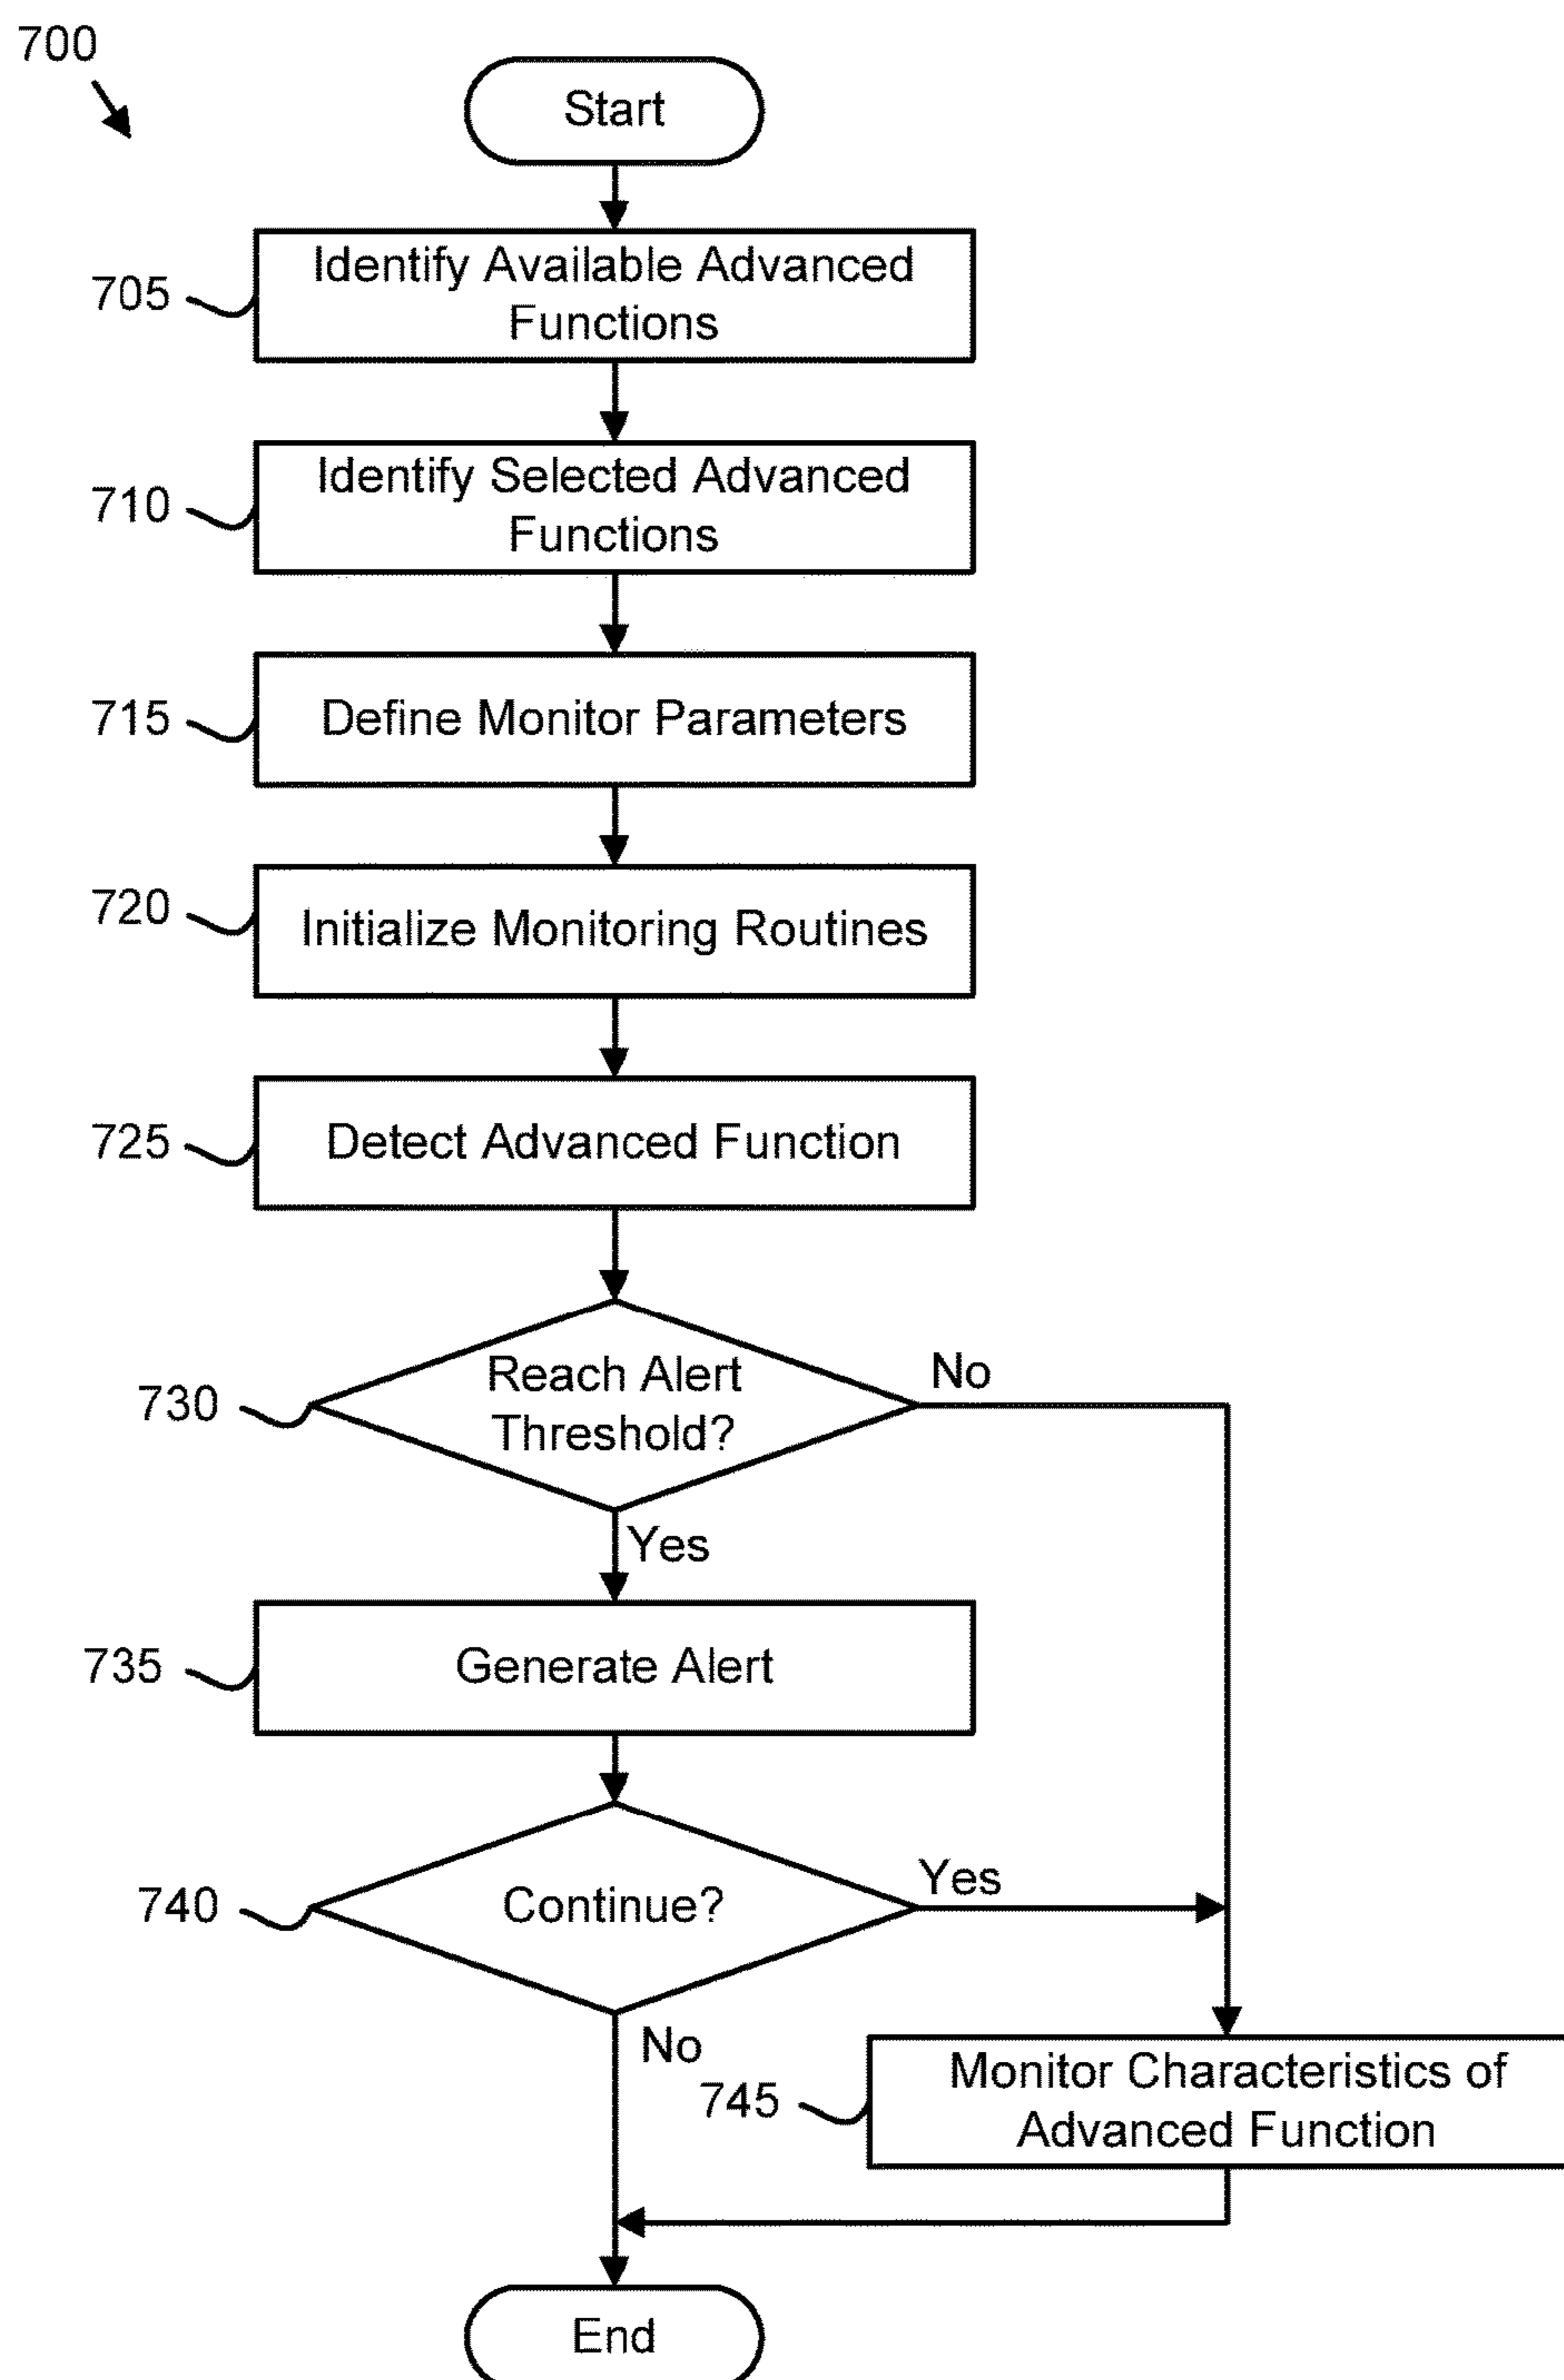 700
Start
705
Identify Available Advanced
Functions
710
Identify Selected Advanced
Functions
715
Define Monitor Parameters
720
Initialize Monitoring Routines
725
Detect Advanced Function
730
Reach Alert
Threshold?
No
Yes
735
Generate Alert
740
Continue?
Yes
No
745
Monitor Characteristics of
Advanced Function
End